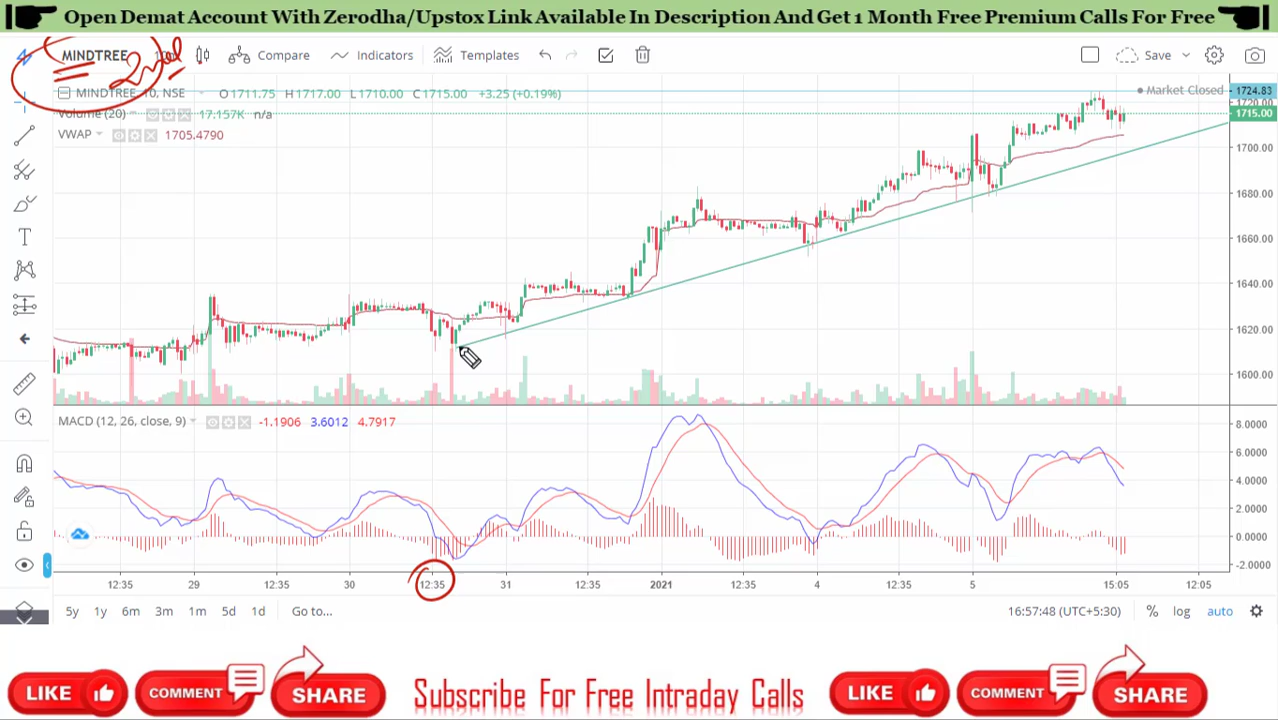 Open Demat Account With Zerodha/Upstox Link Available In Description And Get 1 Month Free Premium Calls For Free
MINDTREE 2nd Compare Indicators Templates Save
MINDTREE, 10, NSE O1711.75 H1717.00 L1710.00 C1715.00 +3.25 (+0.19%) Market Closed 1724.83
1720.00
Volume (20) 17.157K n/a 1715.00
VWAP 1705.4790
1700.00
1680.00
1660.00
1640.00
1620.00
1600.00
MACD (12, 26, close, 9) -1.1906 3.6012 4.7917 8.0000
6.0000
4.0000
2.0000
0.0000
-2.0000
12:35 29 12:35 30 12:35 31 12:35 2021 12:35 4 12:35 5 15:05 12:05
5y 1y 6m 3m 1m 5d 1d Go to... 16:57:48 (UTC+5:30) % log auto
LIKE COMMENT SHARE Subscribe For Free Intraday Calls LIKE COMMENT SHARE